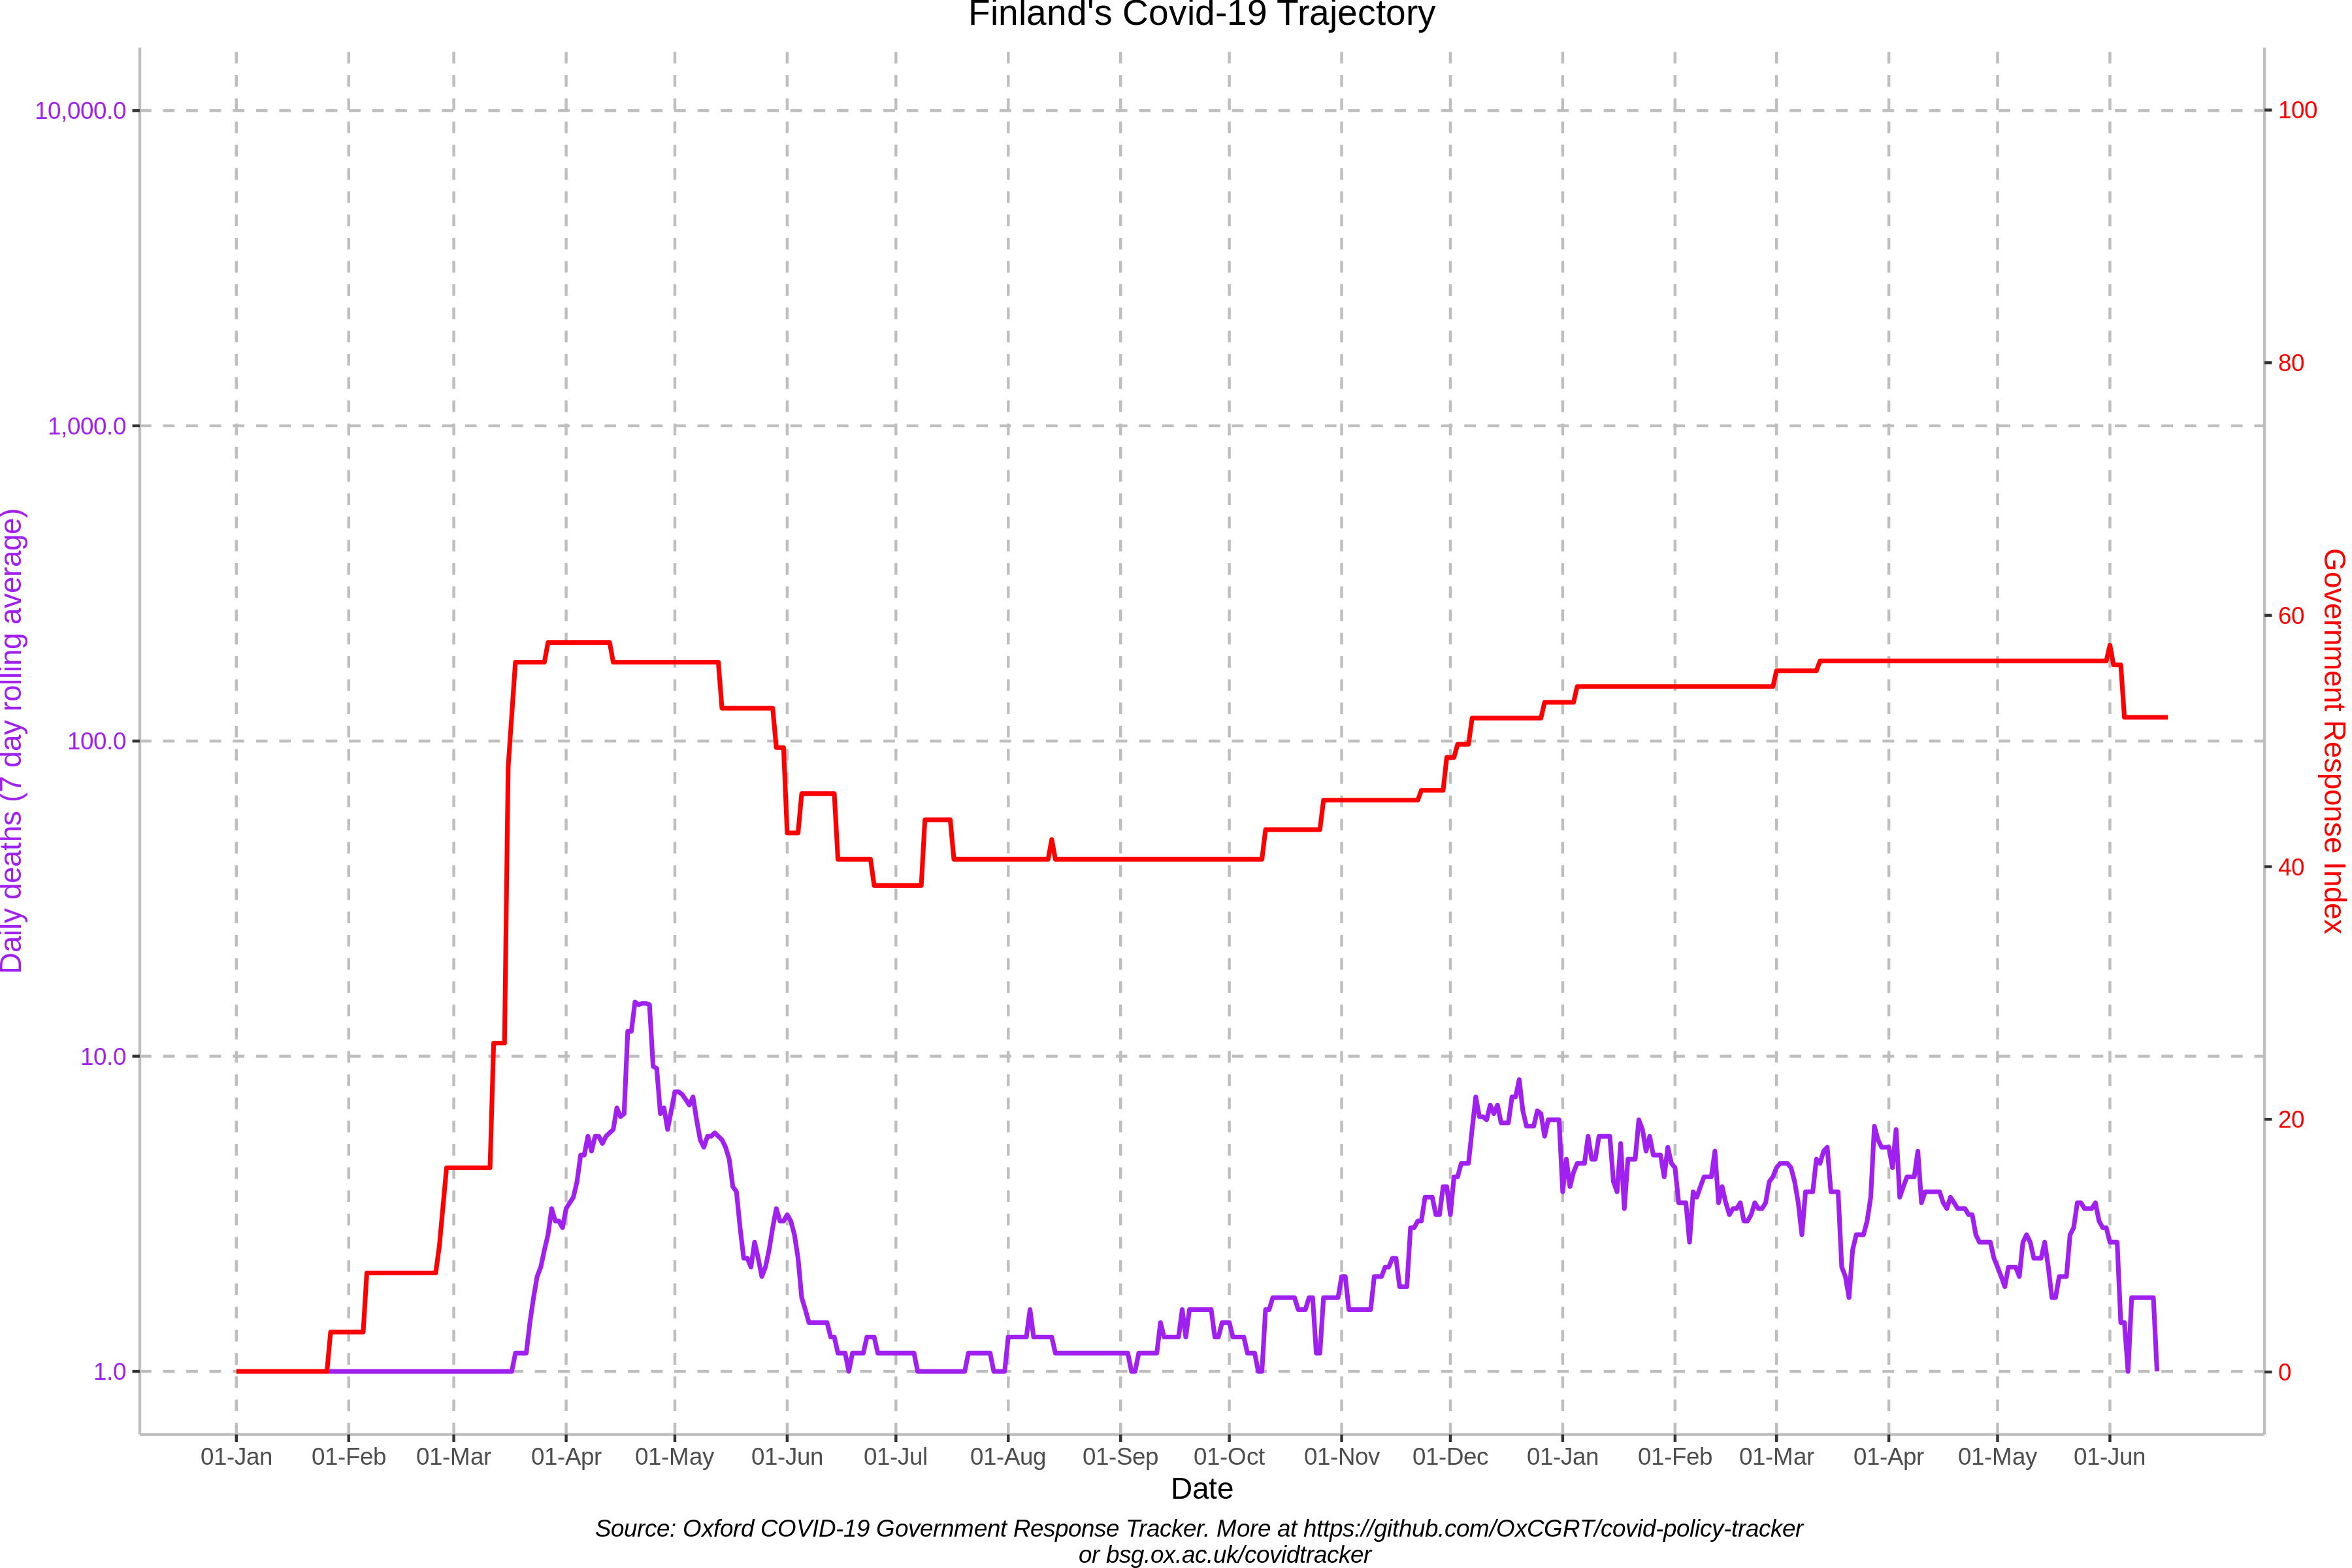 Finland's Covid-19 Trajectory
10,000.0
1,000.0
100.0
10.0
1.0
Daily deaths (7 day rolling average)
100
80
60
40
20
0
Government Response Index
01-Jan 01-Feb 01-Mar 01-Apr 01-May 01-Jun 01-Jul 01-Aug 01-Sep 01-Oct 01-Nov 01-Dec 01-Jan 01-Feb 01-Mar 01-Apr 01-May 01-Jun
Date
Source: Oxford COVID-19 Government Response Tracker. More at https://github.com/OxCGRT/covid-policy-tracker
or bsg.ox.ac.uk/covidtracker